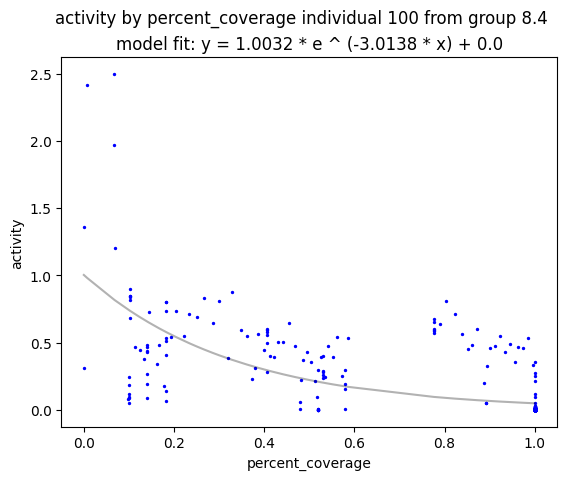 activity by percent_coverage individual 100 from group 8.4
model fit: y = 1.0032 * e ^ (-3.0138 * x) + 0.0
2.5
2.0
1.5
1.0
0.5
0.0
activity
0.0 0.2 0.4 0.6 0.8 1.0
percent_coverage